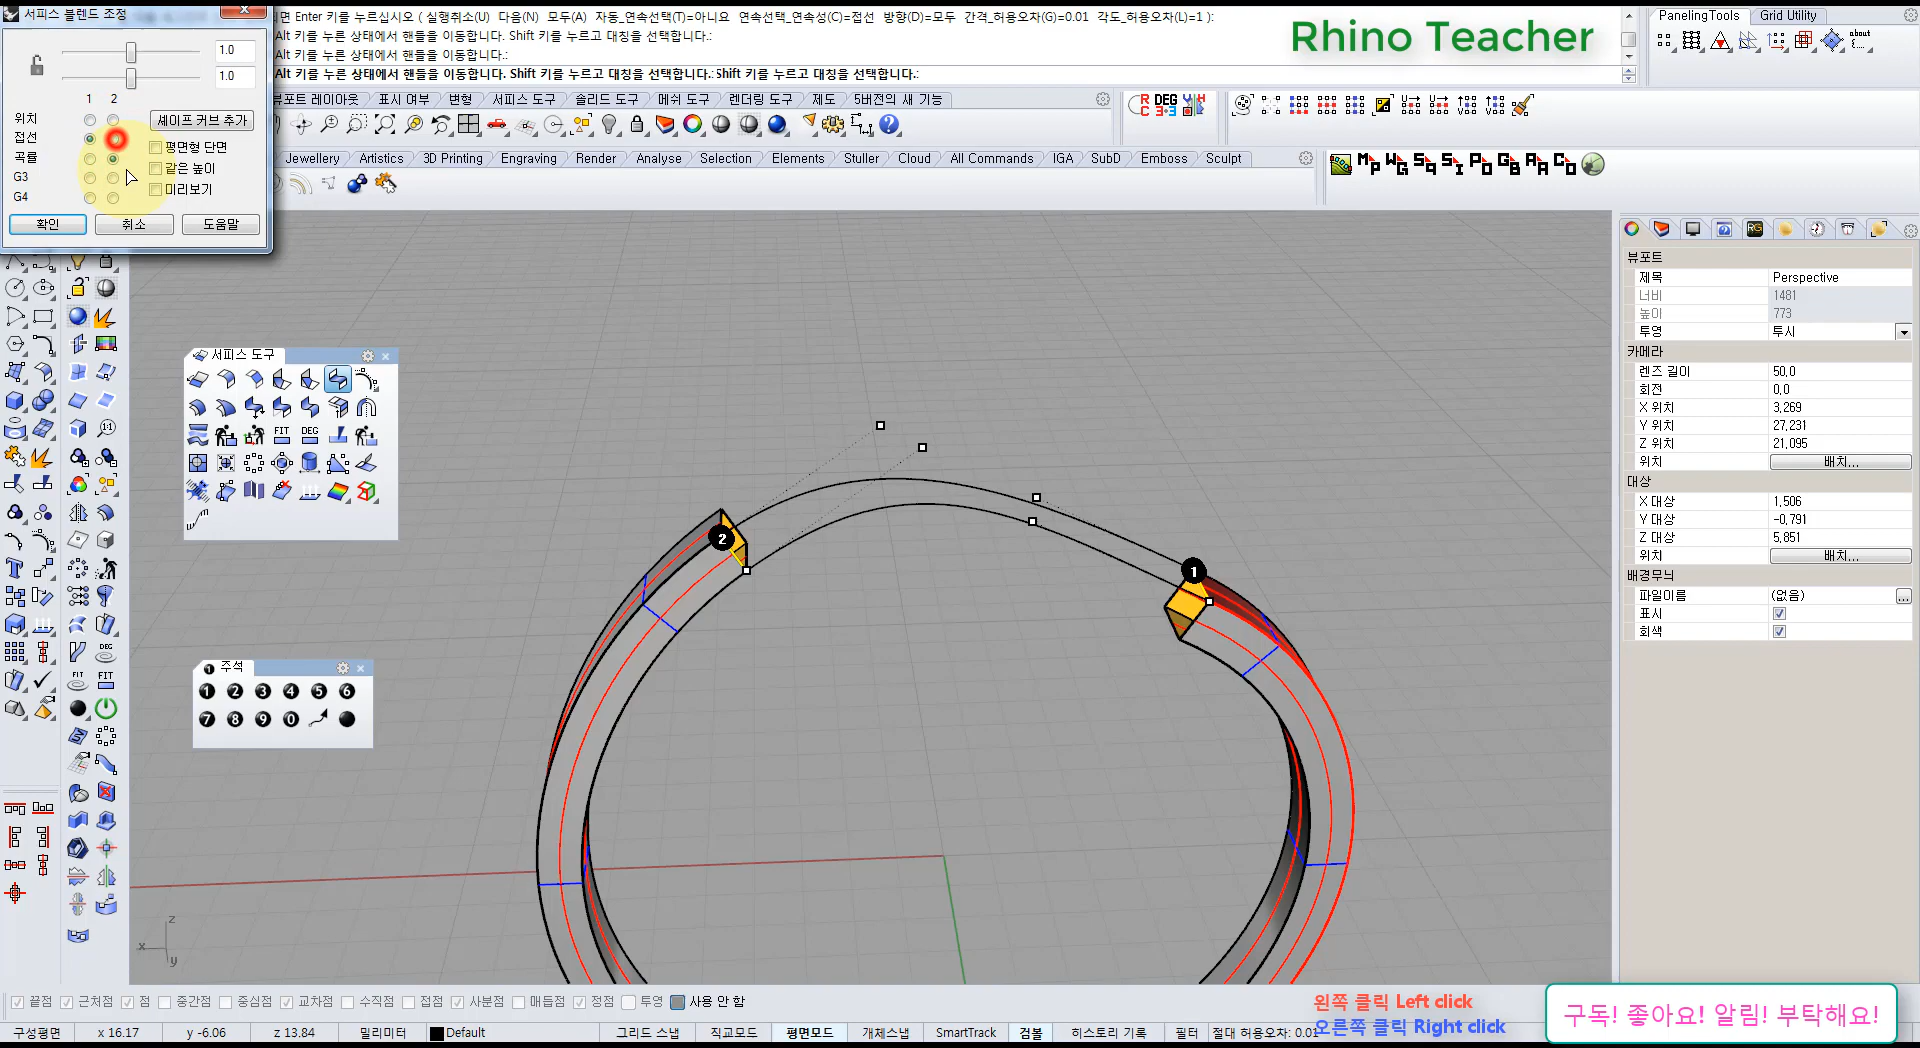 서피스 블렌드 조정
1.0
1.0
1 2
위치
접선
곡률
G3
G4
셰이프 커브 추가
평면형 단면
같은 높이
미리보기
확인 취소 도움말
되면 Enter 키를 누르십시오 ( 실행취소(U) 다음(N) 모두(A) 자동_연속선택(T)=아니요 연속선택_연속성(C)=접선 방향(D)=모두 간격_허용오차(G)=0.01 각도_허용오차(L)=1 ):
Alt 키를 누른 상태에서 핸들을 이동합니다. Shift 키를 누르고 대칭을 선택합니다.:
Alt 키를 누른 상태에서 핸들을 이동합니다. Shift 키를 누르고 대칭을 선택합니다.: Shift 키를 누르고 대칭을 선택합니다.:
Rhino Teacher
PanelingTools Grid Utility
about
뷰포트 레이아웃 표시 여부 변형 서피스 도구 솔리드 도구 메쉬 도구 렌더링 도구 제도 5버전의 새 기능
Jewellery Artistics 3D Printing Engraving Render Analyse Selection Elements Stuller Cloud All Commands IGA SubD Emboss Sculpt
서피스 도구
FIT DEG
주석
1 2 3 4 5 6
7 8 9 0
2
1
z
x
y
뷰포트
제목 Perspective
너비 1481
높이 773
투영 투시
카메라
렌즈 길이 50,0
회전 0,0
X 위치 3,269
Y 위치 27,231
Z 위치 21,095
위치 배치...
대상
X 대상 1,506
Y 대상 -0,791
Z 대상 5,851
위치 배치...
배경무늬
파일이름 (없음) ...
표시
회색
끝점 근처점 점 중간점 중심점 교차점 수직점 접점 사분점 매듭점 정점 투영 사용 안 함
왼쪽 클릭 Left click
오른쪽 클릭 Right click
구독! 좋아요! 알림! 부탁해요!
구성평면 x 16.17 y -6.06 z 13.84 밀리미터 Default 그리드 스냅 직교모드 평면모드 개체스냅 SmartTrack 검볼 히스토리 기록 필터 절대 허용오차: 0.01